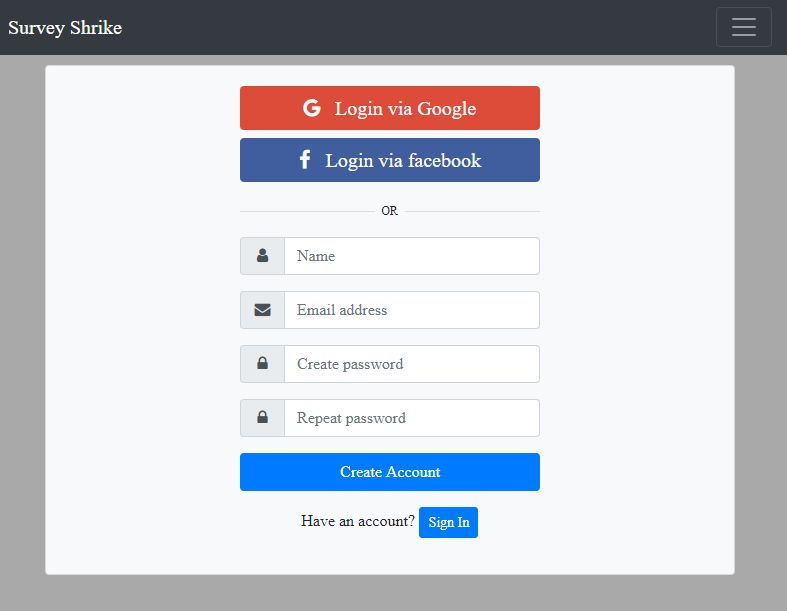 Survey Shrike
Login via Google
Login via facebook
OR
Name
Email address
Create password
Repeat password
Create Account
Have an account? Sign In